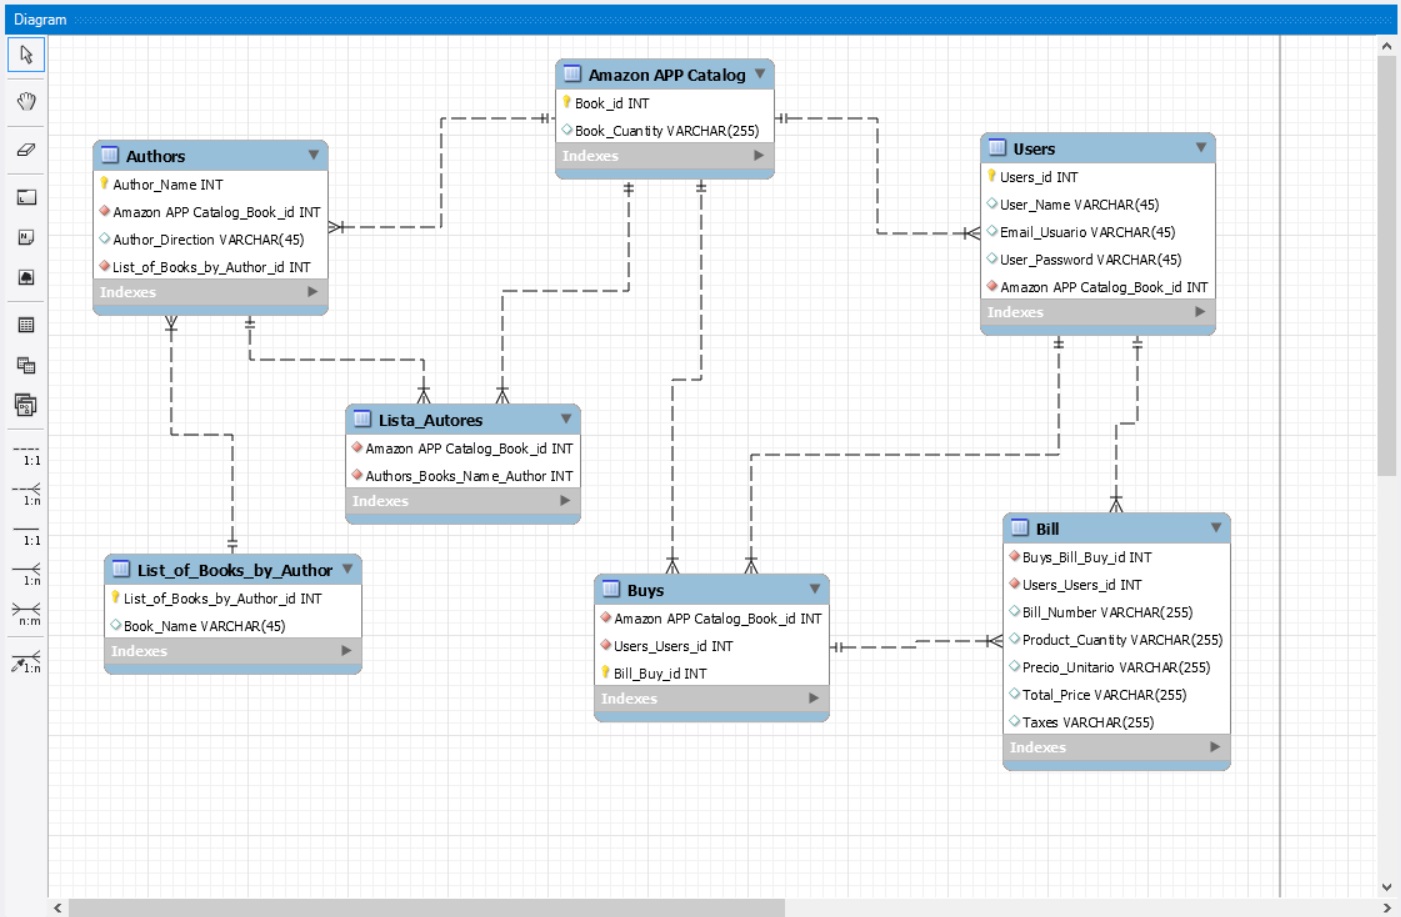 Diagram
Amazon APP Catalog
Book_id INT
Book_Cuantity VARCHAR(255)
Indexes
Authors
Author_Name INT
Amazon APP Catalog_Book_id INT
Author_Direction VARCHAR(45)
List_of_Books_by_Author_id INT
Indexes
Users
Users_id INT
User_Name VARCHAR(45)
Email_Usuario VARCHAR(45)
User_Password VARCHAR(45)
Amazon APP Catalog_Book_id INT
Indexes
Lista_Autores
Amazon APP Catalog_Book_id INT
Authors_Books_Name_Author INT
Indexes
List_of_Books_by_Author
List_of_Books_by_Author_id INT
Book_Name VARCHAR(45)
Indexes
Buys
Amazon APP Catalog_Book_id INT
Users_Users_id INT
Bill_Buy_id INT
Indexes
Bill
Buys_Bill_Buy_id INT
Users_Users_id INT
Bill_Number VARCHAR(255)
Product_Cuantity VARCHAR(255)
Precio_Unitario VARCHAR(255)
Total_Price VARCHAR(255)
Taxes VARCHAR(255)
Indexes
1:1
1:n
1:1
1:n
n:m
1:n